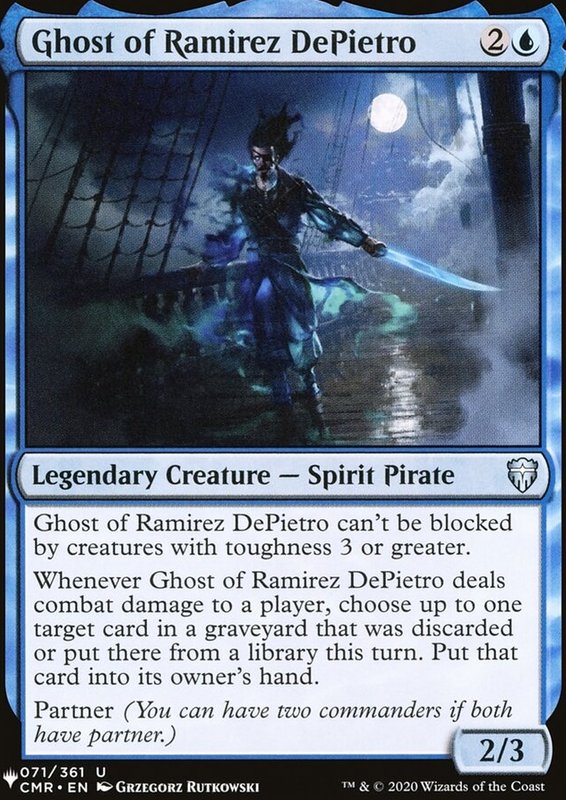 Ghost of Ramirez DePietro 2
Legendary Creature — Spirit Pirate
Ghost of Ramirez DePietro can't be blocked
by creatures with toughness 3 or greater.
Whenever Ghost of Ramirez DePietro deals
combat damage to a player, choose up to one
target card in a graveyard that was discarded
or put there from a library this turn. Put that
card into its owner's hand.
Partner (You can have two commanders if both
have partner.)
2/3
071/361 U
CMR • EN Grzegorz Rutkowski
™ & © 2020 Wizards of the Coast